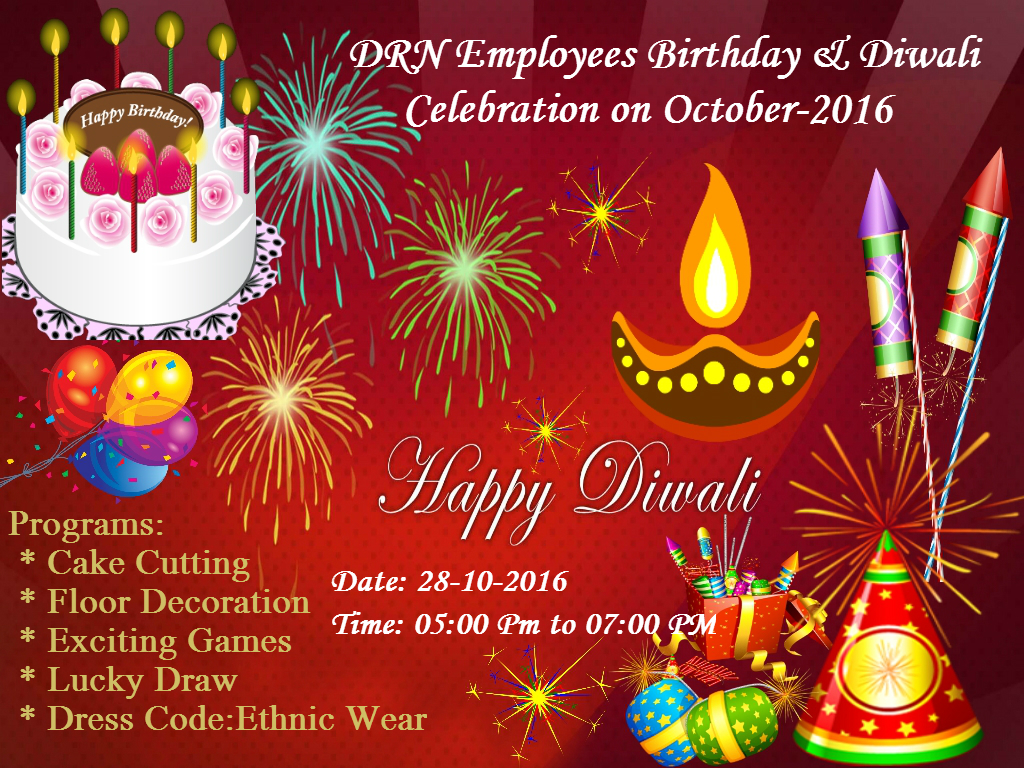 DRN Employees Birthday & Diwali
Celebration on October-2016
Happy Birthday!
Happy Diwali
Programs:
* Cake Cutting
* Floor Decoration
* Exciting Games
* Lucky Draw
* Dress Code:Ethnic Wear
Date: 28-10-2016
Time: 05:00 Pm to 07:00 PM